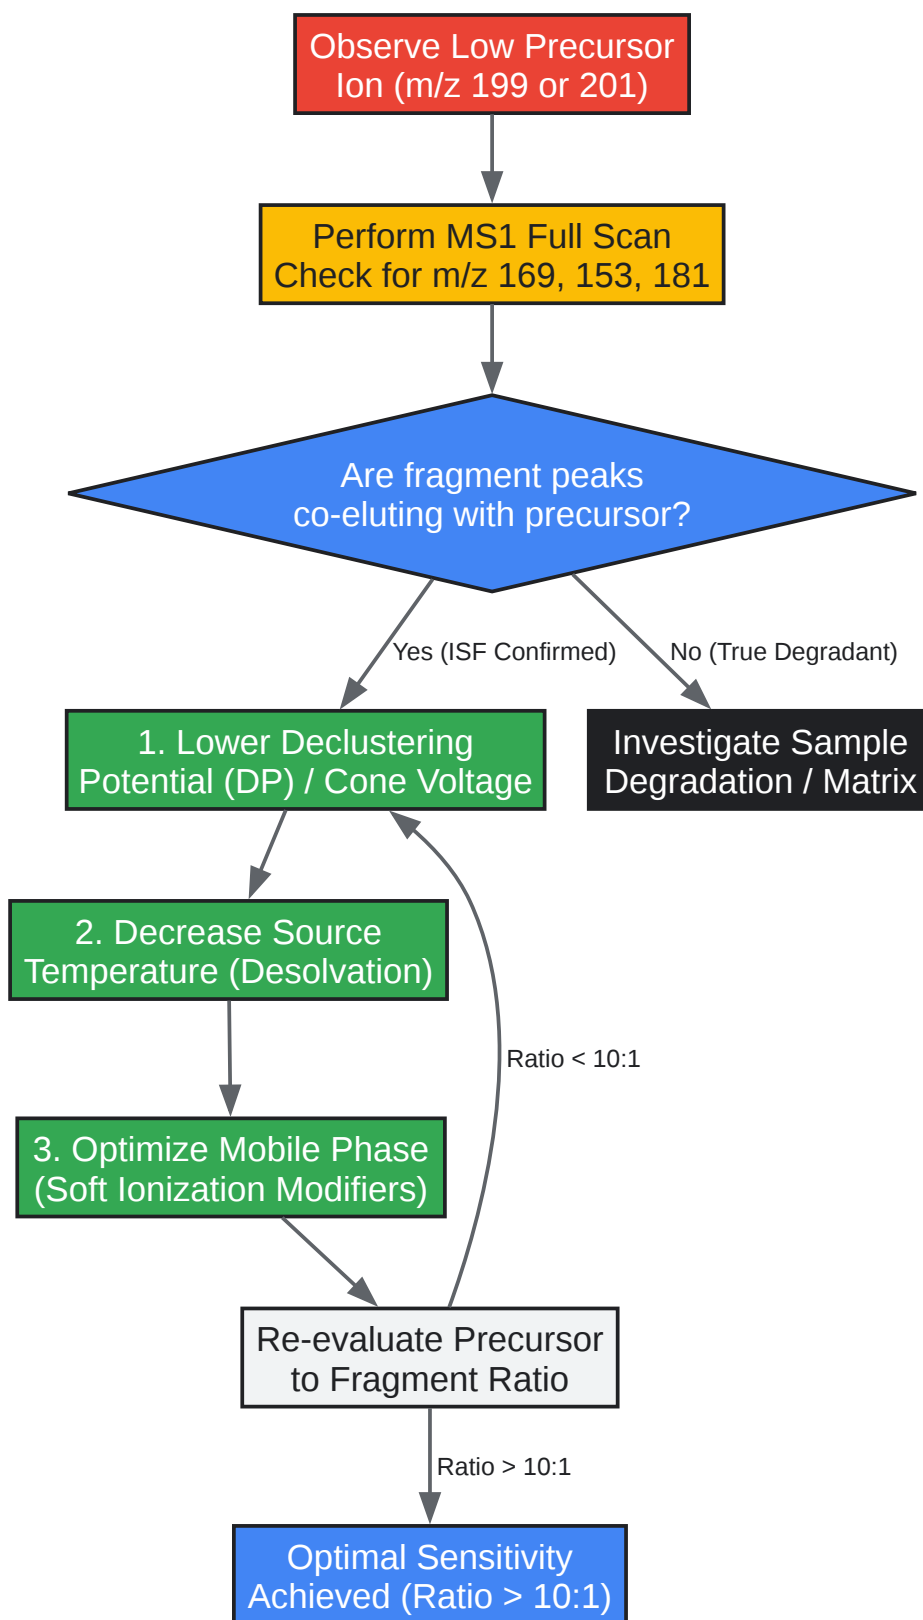 Observe Low Precursor
Ion (m/z 199 or 201)
Perform MS1 Full Scan
Check for m/z 169, 153, 181
Are fragment peaks
co-eluting with precursor?
Yes (ISF Confirmed)
No (True Degradant)
1. Lower Declustering
Potential (DP) / Cone Voltage
Investigate Sample
Degradation / Matrix
2. Decrease Source
Temperature (Desolvation)
Ratio < 10:1
3. Optimize Mobile Phase
(Soft Ionization Modifiers)
Re-evaluate Precursor
to Fragment Ratio
Ratio > 10:1
Optimal Sensitivity
Achieved (Ratio > 10:1)